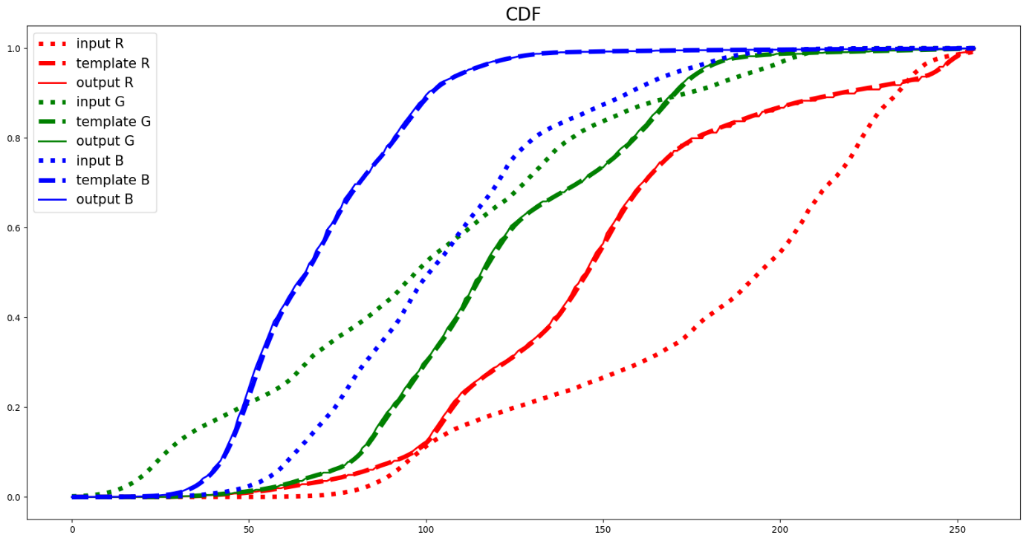 CDF
input R
template R
output R
input G
template G
output G
input B
template B
output B
1.0
0.8
0.6
0.4
0.2
0.0
0
50
100
150
200
250